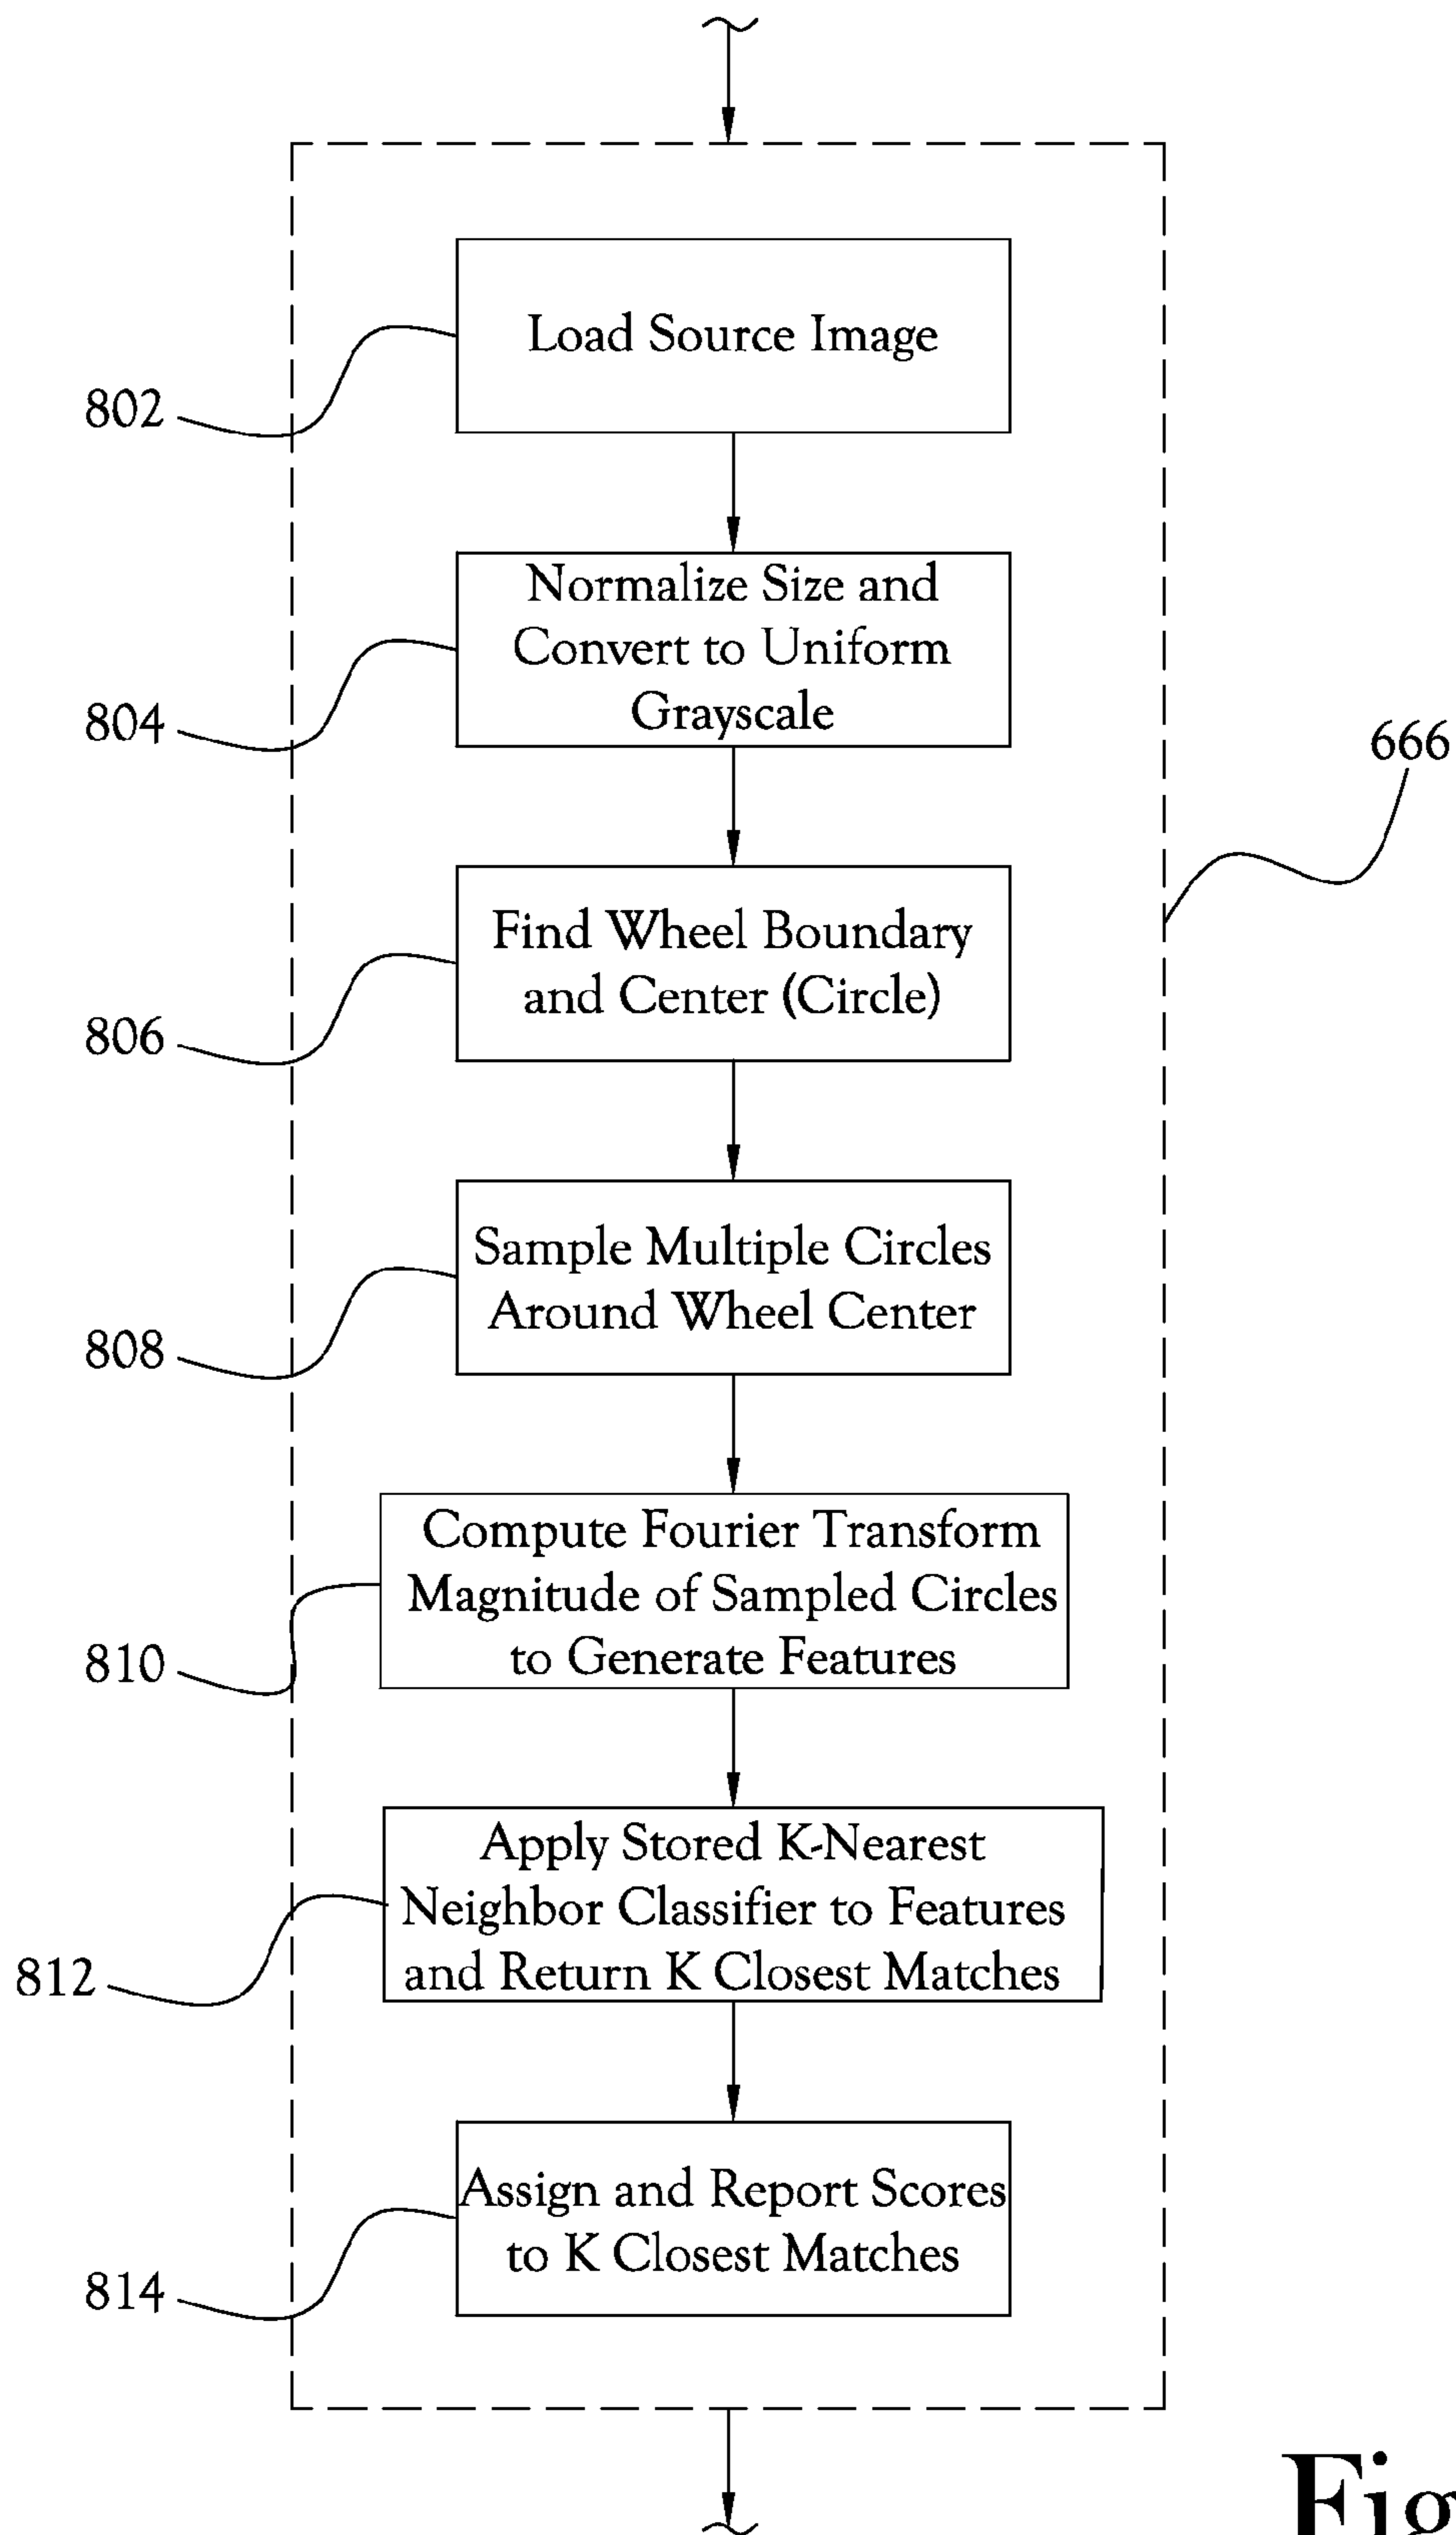 Load Source Image
802
Normalize Size and
Convert to Uniform
Grayscale
804
666
Find Wheel Boundary
and Center (Circle)
806
Sample Multiple Circles
Around Wheel Center
808
Compute Fourier Transform
Magnitude of Sampled Circles
to Generate Features
810
Apply Stored K-Nearest
Neighbor Classifier to Features
and Return K Closest Matches
812
Assign and Report Scores
to K Closest Matches
814
Fig